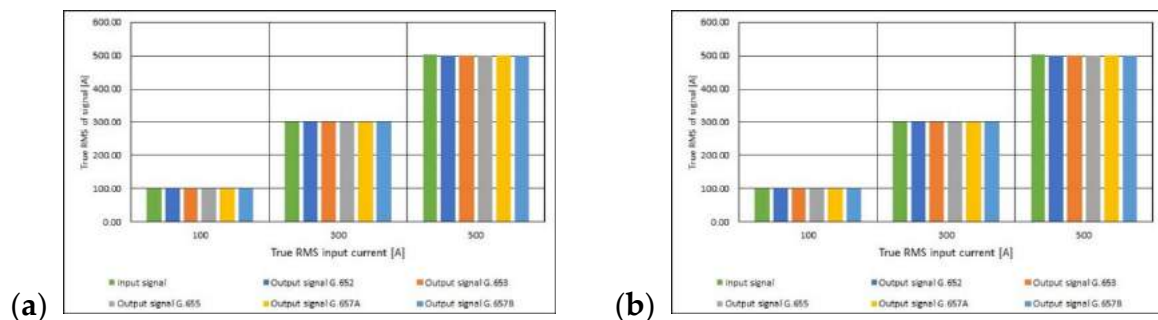 600.00
500.00
400.00
300.00
200.00
100.00
0.00
True RMS of signal [A]
100 300 500
True RMS input current [A]
Input signal Output signal G.652 Output signal G.653
Output signal G.655 Output signal G.657A Output signal G.657B
(a)
600.00
500.00
400.00
300.00
200.00
100.00
0.00
True RMS of signal [A]
100 300 500
True RMS input current [A]
Input signal Output signal G.652 Output signal G.653
Output signal G.655 Output signal G.657A Output signal G.657B
(b)